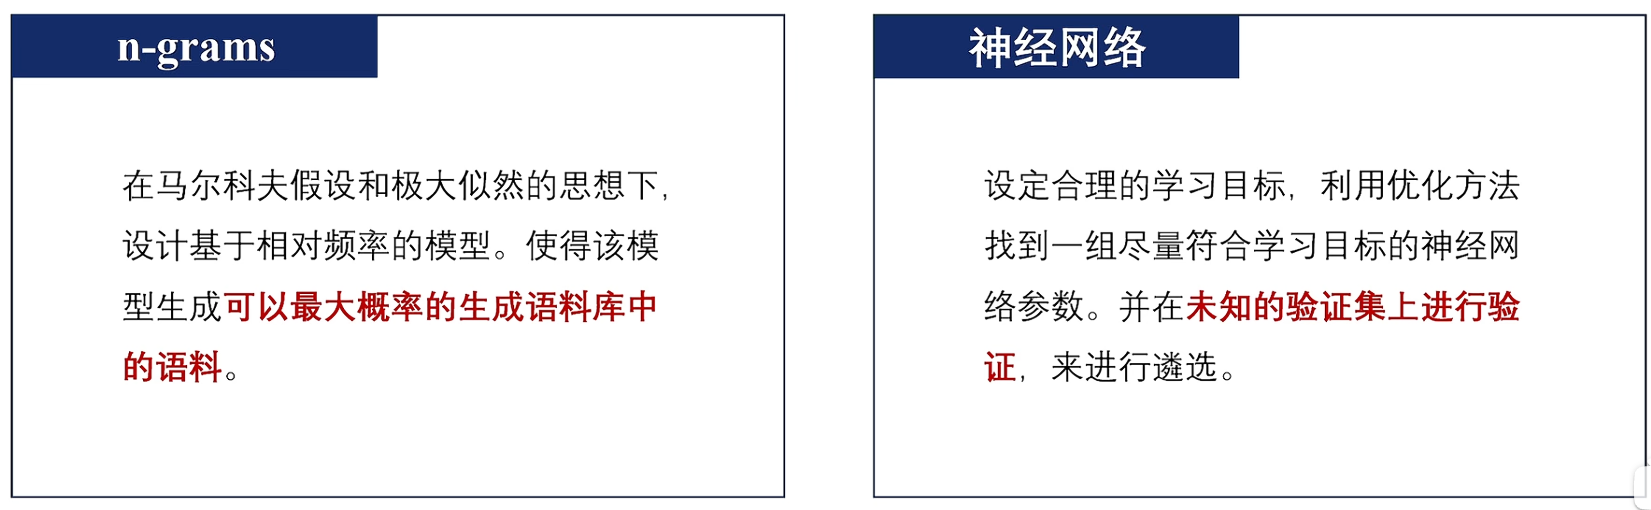 n-grams
在马尔科夫假设和极大似然的思想下,
设计基于相对频率的模型。使得该模
型生成可以最大概率的生成语料库中
的语料。
神经网络
设定合理的学习目标, 利用优化方法
找到一组尽量符合学习目标的神经网
络参数。并在未知的验证集上进行验
证, 来进行遴选。